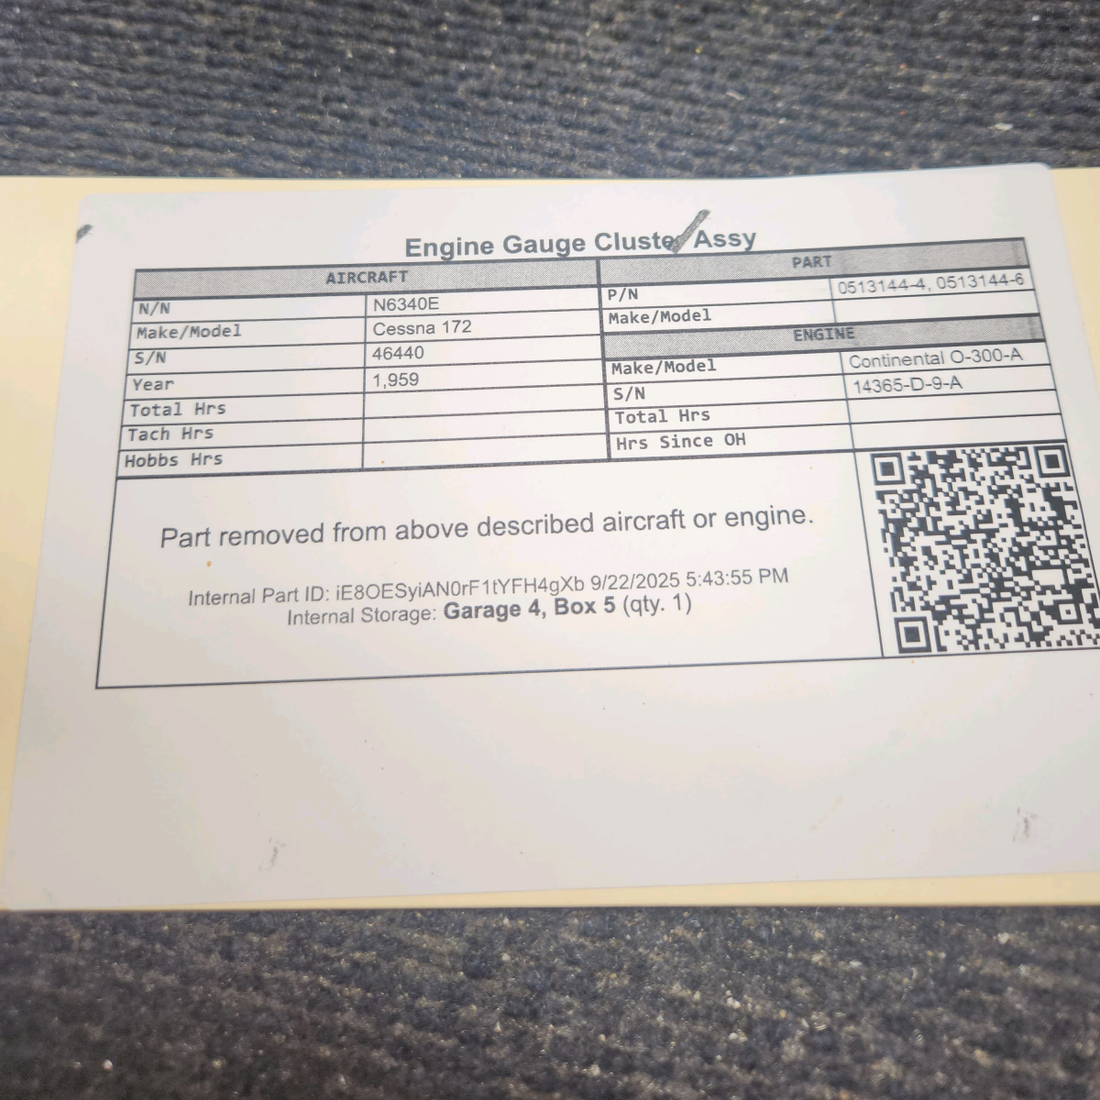 Engine Gauge Cluster Assy
AIRCRAFT
N/N N6340E
Make/Model Cessna 172
S/N 46440
Year 1,959
Total Hrs
Tach Hrs
Hobbs Hrs
PART
P/N 0513144-4, 0513144-6
Make/Model
ENGINE
Make/Model Continental O-300-A
S/N 14365-D-9-A
Total Hrs
Hrs Since OH
Part removed from above described aircraft or engine.
Internal Part ID: iE8OESyiAN0rF1tYFH4gXb 9/22/2025 5:43:55 PM
Internal Storage: Garage 4, Box 5 (qty. 1)